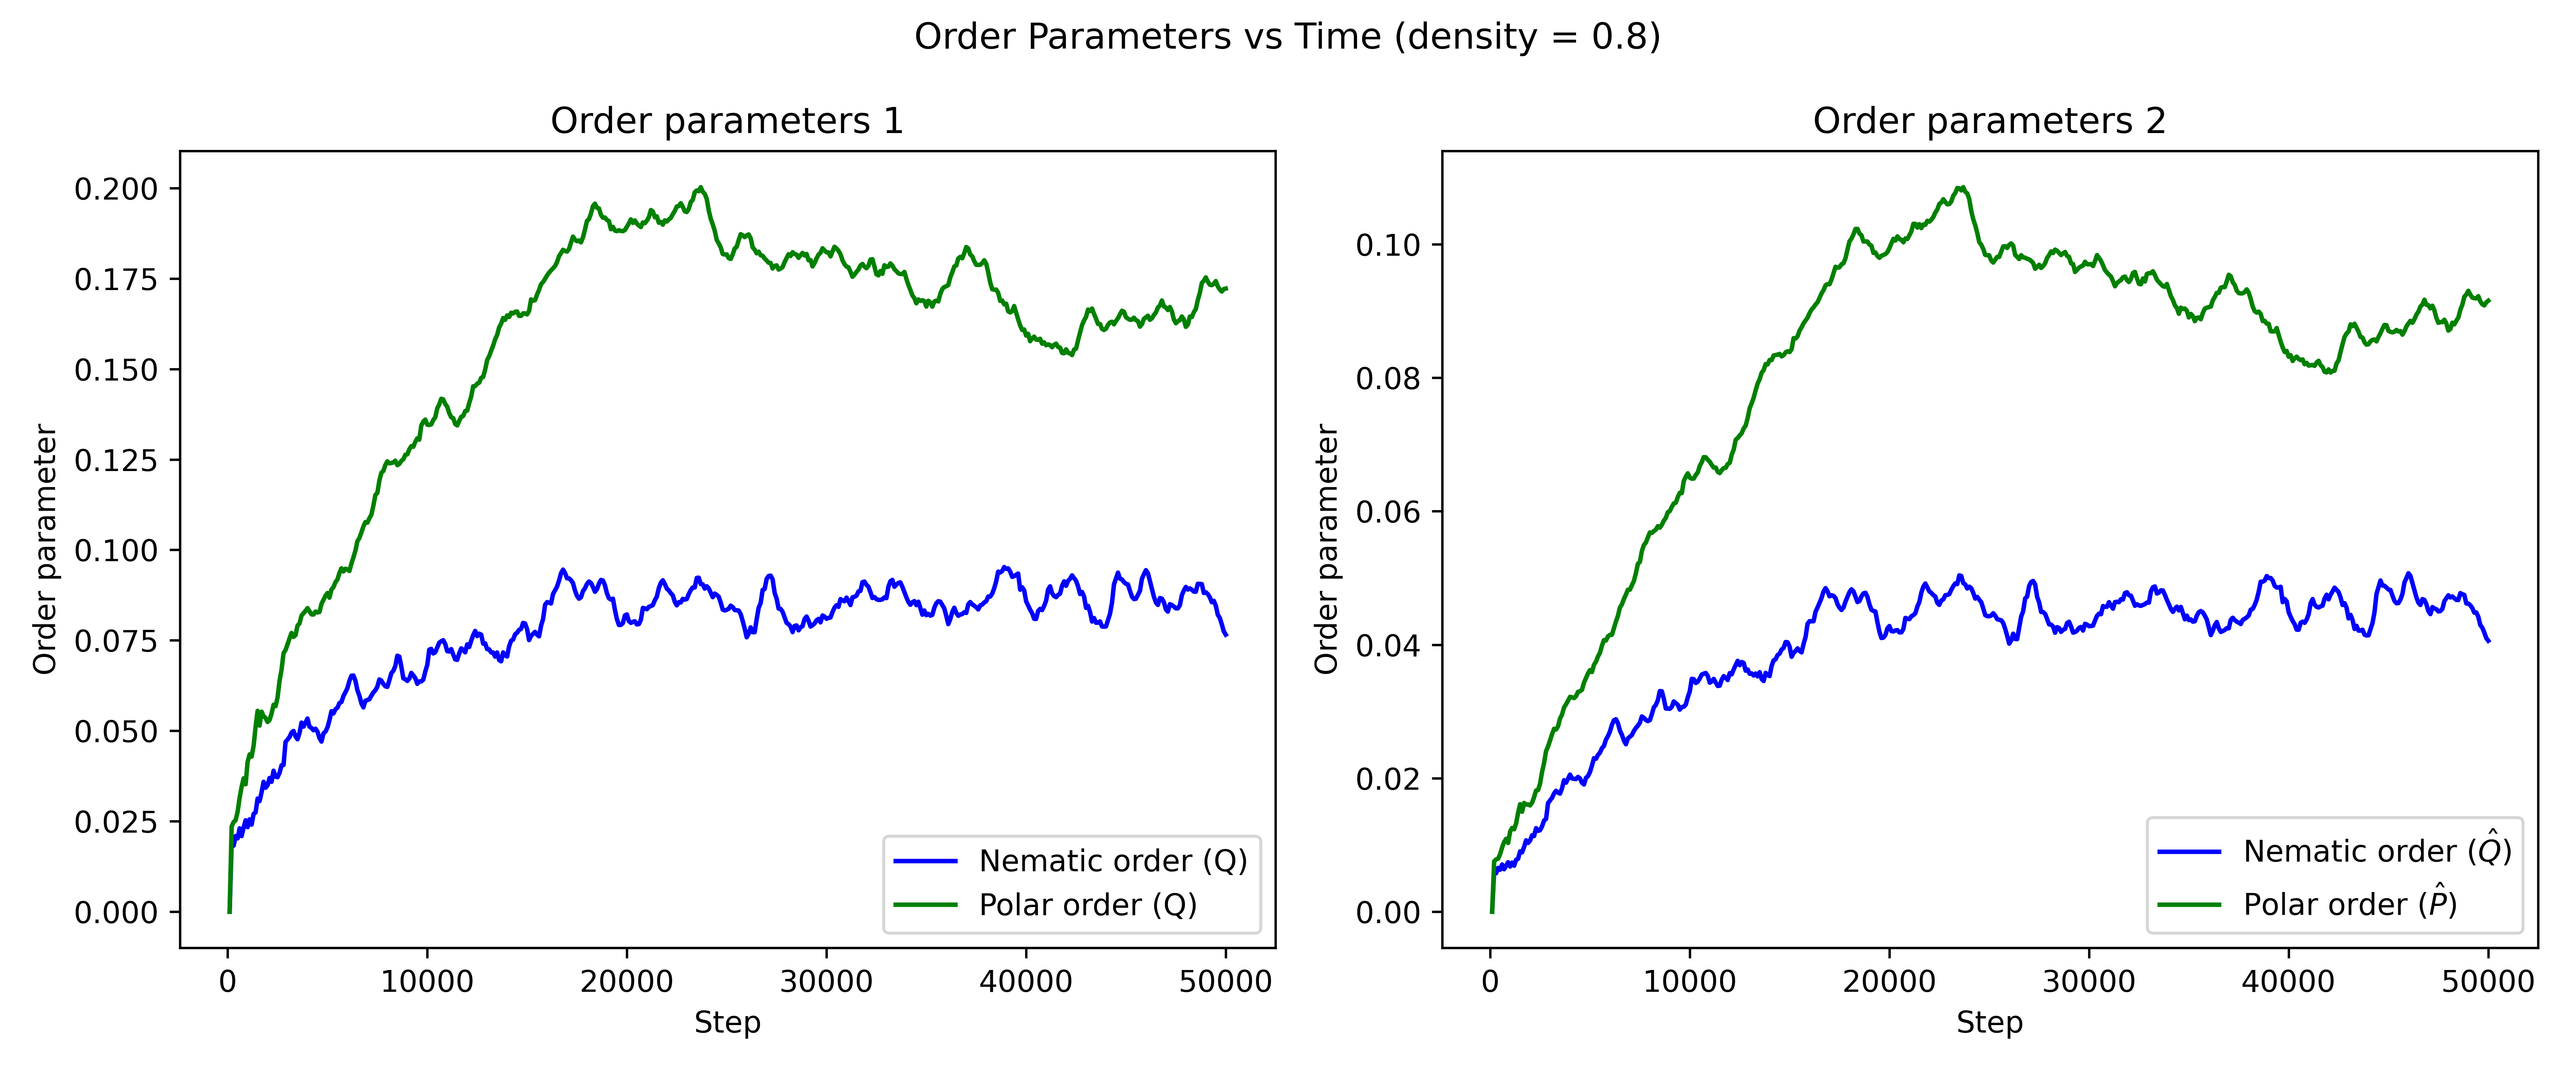 Order Parameters vs Time (density = 0.8)
Order parameters 1
Order parameter
0.200
0.175
0.150
0.125
0.100
0.075
0.050
0.025
0.000
Nematic order (Q)
Polar order (Q)
0 10000 20000 30000 40000 50000
Step
Order parameters 2
Order parameter
0.10
0.08
0.06
0.04
0.02
0.00
Nematic order (Q̂)
Polar order (P̂)
0 10000 20000 30000 40000 50000
Step